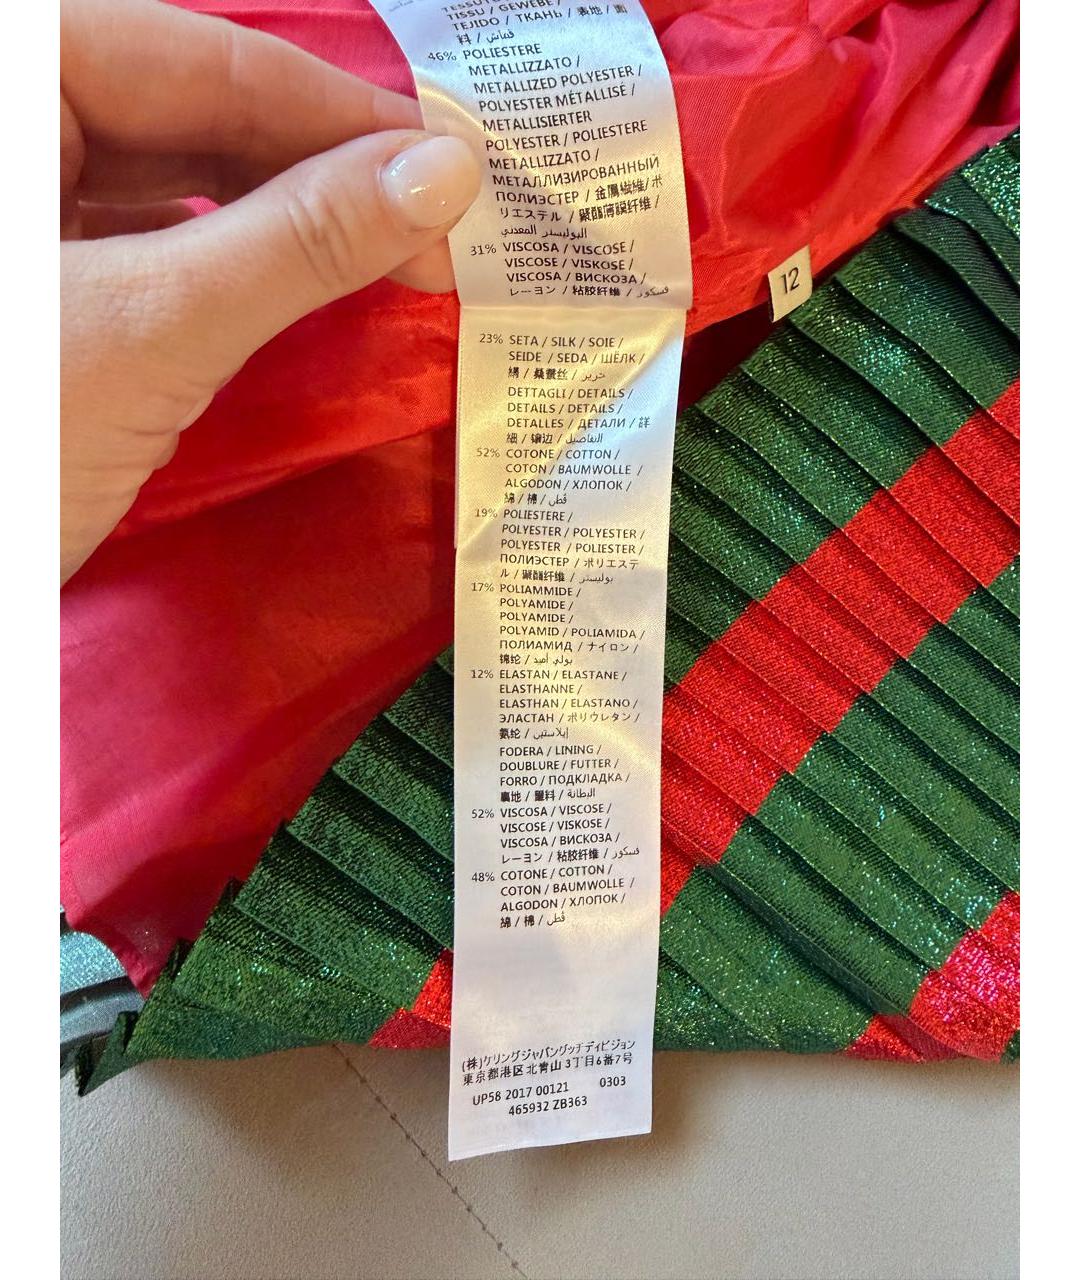 TISSU / GEWEBE /
TEJIDO / ТКАНЬ / 表地 / 面
料 / قماش
46% POLIESTERE
METALLIZZATO /
METALLIZED POLYESTER /
POLYESTER MÉTALLISÉ /
METALLISIERTER
POLYESTER / POLIESTERE
METALLIZZATO /
МЕТАЛЛИЗИРОВАННЫЙ
ПОЛИЭСТЕР / 金属繊維/ポ
リエステル / 聚酯薄膜纤维 /
البوليستر المعدني
31% VISCOSA / VISCOSE /
VISCOSE / VISKOSE /
VISCOSA / ВИСКОЗА /
レーヨン / 粘胶纤维 / فسكوز
12
23% SETA / SILK / SOIE /
SEIDE / SEDA / ШЁЛК /
絹 / 桑蚕丝 / حرير
DETTAGLI / DETAILS /
DETAILS / DETAILS /
DETALLES / ДЕТАЛИ / 詳
細 / 镶边 / التفاصيل
52% COTONE / COTTON /
COTON / BAUMWOLLE /
ALGODON / ХЛОПОК /
綿 / 棉 / قطن
19% POLIESTERE /
POLYESTER / POLYESTER /
POLYESTER / POLIESTER /
ПОЛИЭСТЕР / ポリエステ
ル / 聚酯纤维 / بوليستر
17% POLIAMMIDE /
POLYAMIDE /
POLYAMIDE /
POLYAMID / POLIAMIDA /
ПОЛИАМИД / ナイロン /
锦纶 / بولي أميد
12% ELASTAN / ELASTANE /
ELASTHANNE /
ELASTHAN / ELASTANO /
ЭЛАСТАН / ポリウレタン /
氨纶 / إيلاستين
FODERA / LINING /
DOUBLURE / FUTTER /
FORRO / ПОДКЛАДКА /
裏地 / 里料 / البطانة
52% VISCOSA / VISCOSE /
VISCOSE / VISKOSE /
VISCOSA / ВИСКОЗА /
レーヨン / 粘胶纤维 / فسكوز
48% COTONE / COTTON /
COTON / BAUMWOLLE /
ALGODON / ХЛОПОК /
綿 / 棉 / قطن
(株)ケリングジャパングッチディビジョン
東京都港区北青山3丁目6番7号
UP58 2017 00121 0303
465932 ZB363